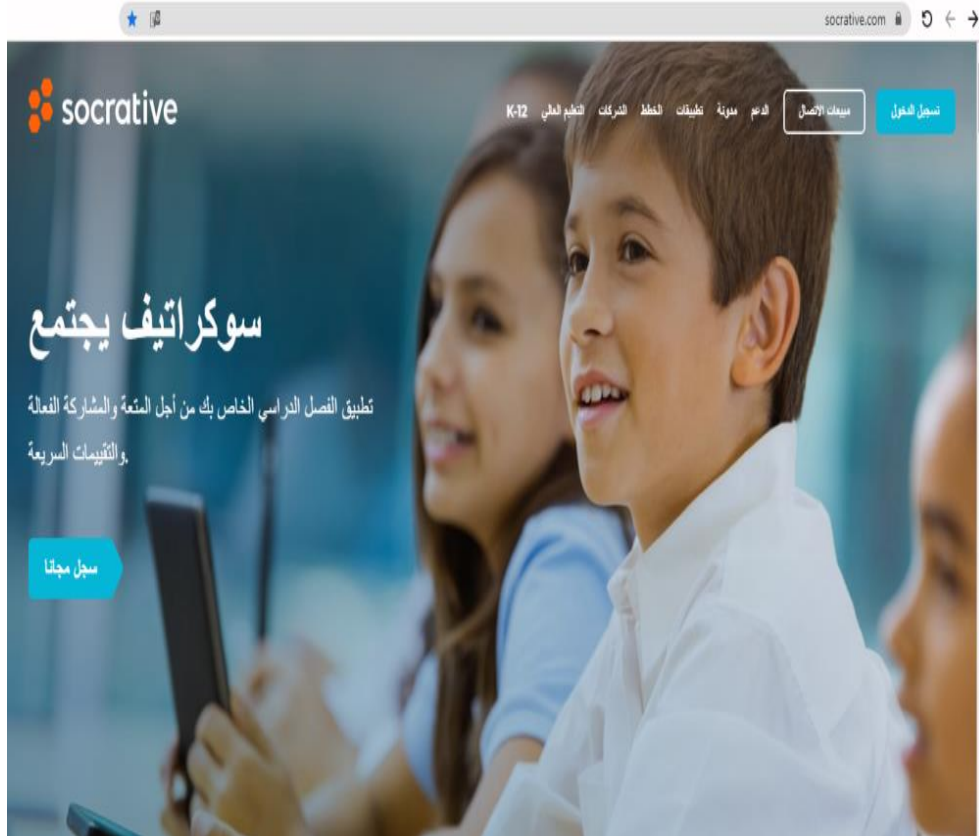 socrative.com
socrative
K-12 التعليم العالي الشركات الخطط تطبيقات مدونة الدعم مبيعات الاتصال تسجيل الدخول
سوكراتيف يجتمع
تطبيق الفصل الدراسي الخاص بك من أجل المتعة والمشاركة الفعالة
والتقييمات السريعة.
سجل مجانا